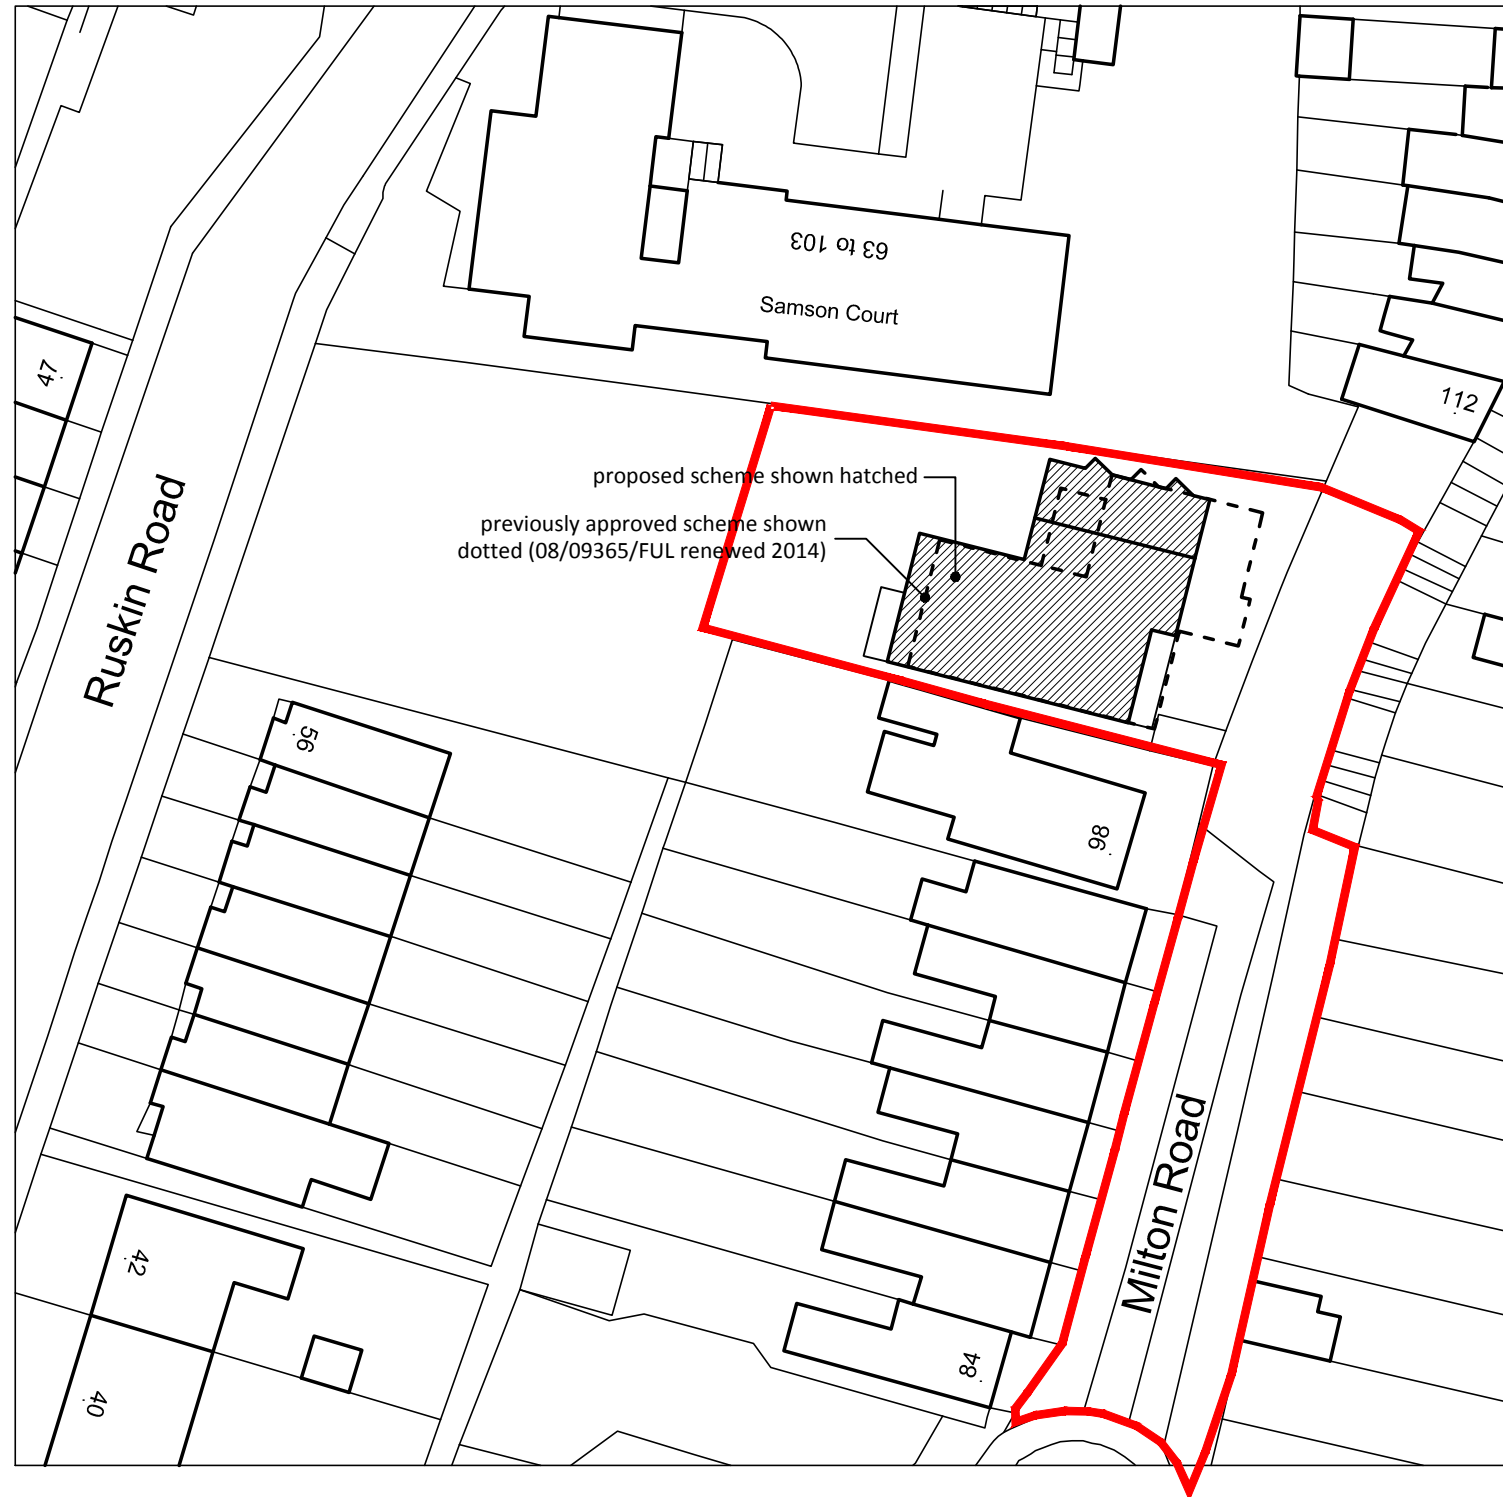 63 to 103
Samson Court
47
112
proposed scheme shown hatched
previously approved scheme shown
dotted (08/09365/FUL renewed 2014)
Ruskin Road
56
98
Milton Road
42
84
40